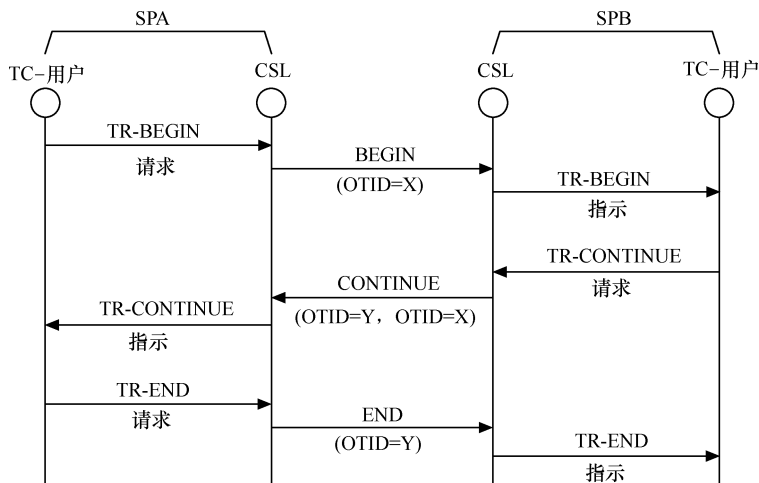 SPA
SPB
TC-用户
CSL
CSL
TC-用户
TR-BEGIN
请求
BEGIN
(OTID=X)
TR-BEGIN
指示
TR-CONTINUE
请求
CONTINUE
(OTID=Y，OTID=X)
TR-CONTINUE
指示
TR-END
请求
END
(OTID=Y)
TR-END
指示